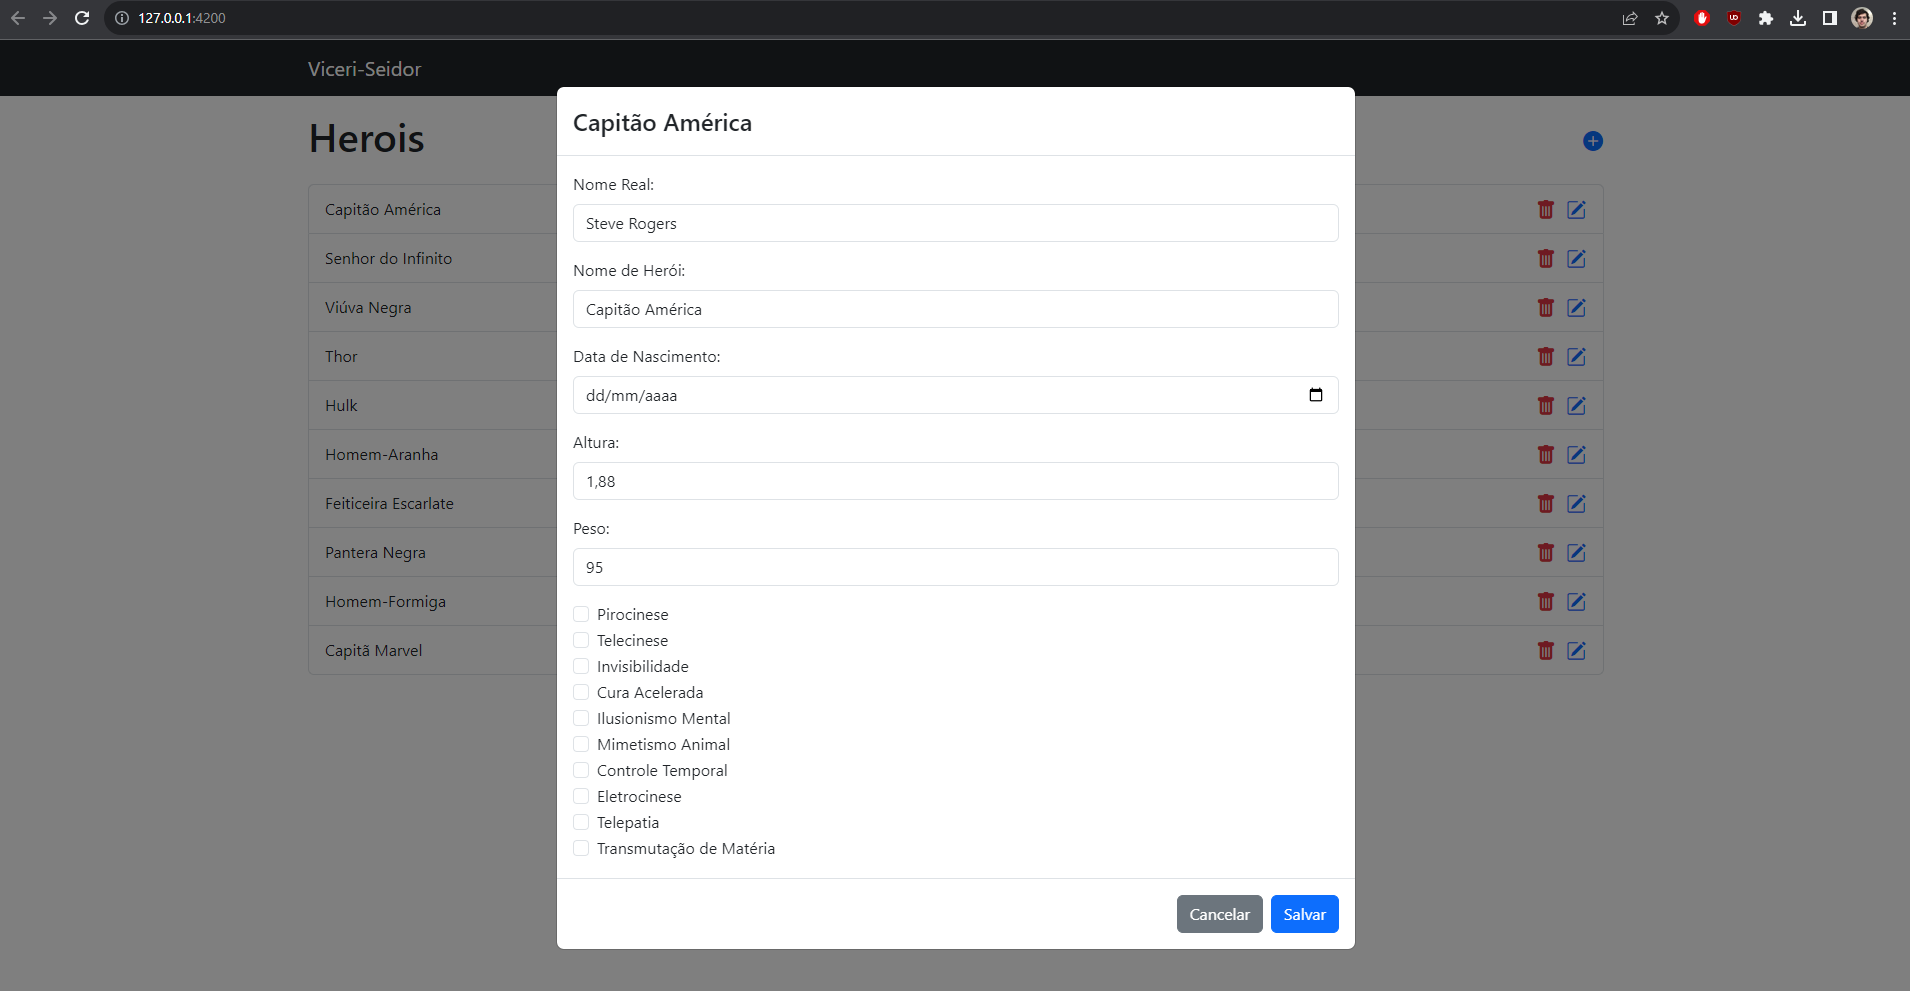 127.0.0.1:4200
Viceri-Seidor
Herois
Capitão América
Senhor do Infinito
Viúva Negra
Thor
Hulk
Homem-Aranha
Feiticeira Escarlate
Pantera Negra
Homem-Formiga
Capitã Marvel
Capitão América
Nome Real:
Steve Rogers
Nome de Herói:
Capitão América
Data de Nascimento:
dd/mm/aaaa
Altura:
1,88
Peso:
95
Pirocinese
Telecinese
Invisibilidade
Cura Acelerada
Ilusionismo Mental
Mimetismo Animal
Controle Temporal
Eletrocinese
Telepatia
Transmutação de Matéria
Cancelar Salvar